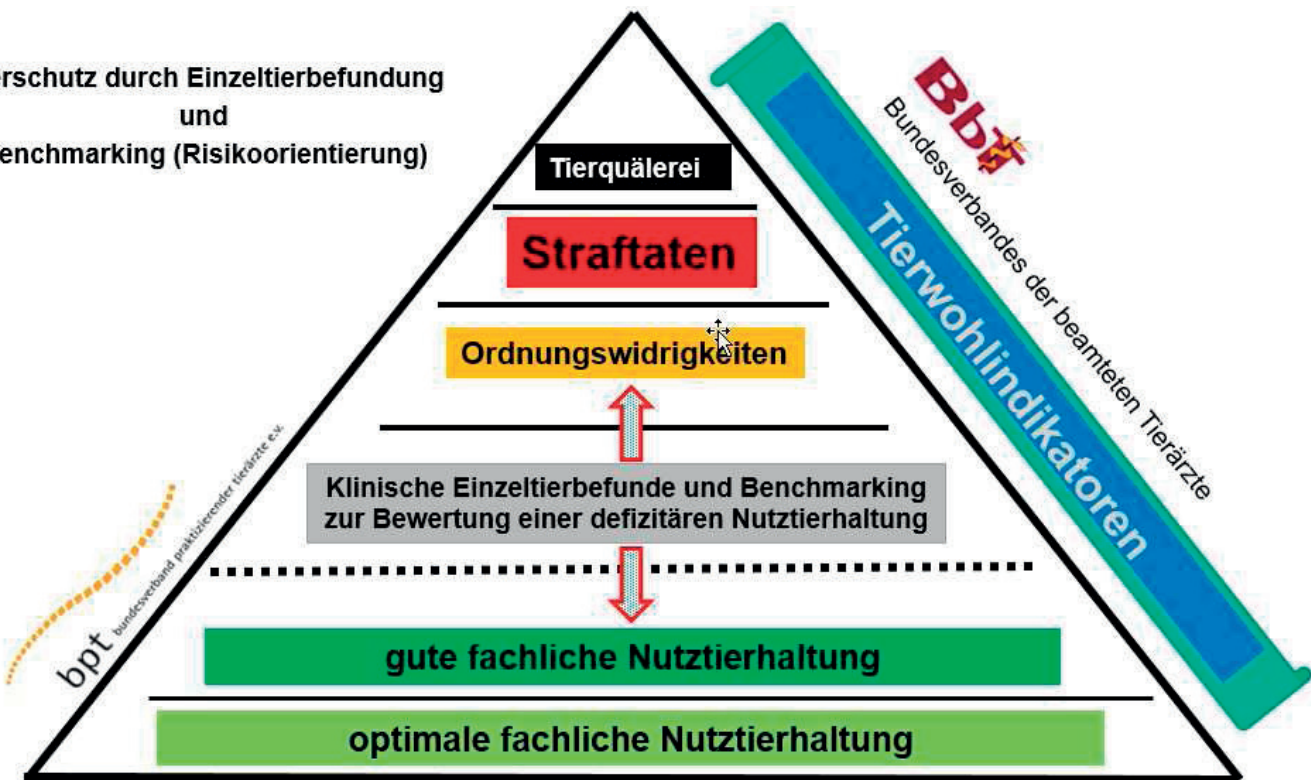 erschutz durch Einzeltierbefundung
und
enchmarking (Risikoorientierung)
Tierquälerei
Straftaten
Ordnungswidrigkeiten
Klinische Einzeltierbefunde und Benchmarking
zur Bewertung einer defizitären Nutztierhaltung
gute fachliche Nutztierhaltung
optimale fachliche Nutztierhaltung
bpt bundesverband praktizierender tierärzte e.v.
BbT
Bundesverbandes der beamteten Tierärzte
Tierwohlindikatoren